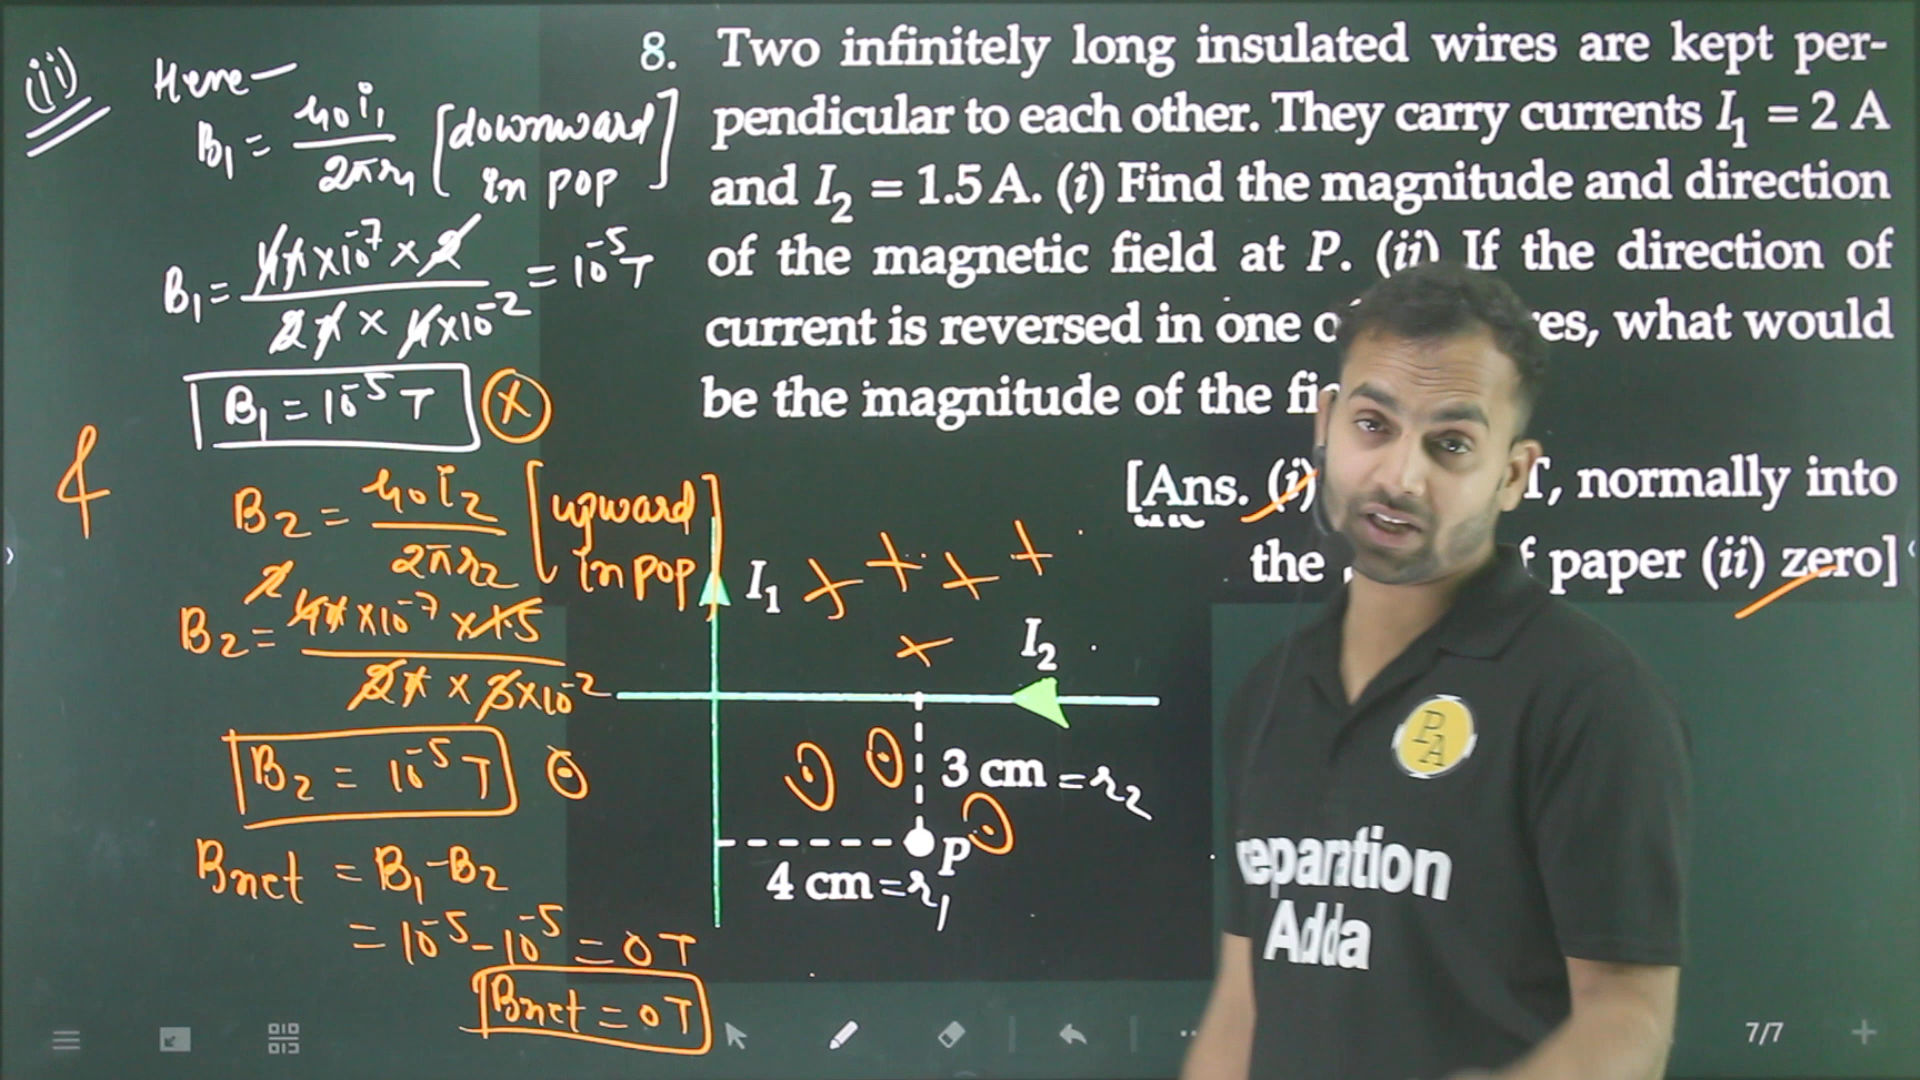 (ii)
Here—
B₁ = μ₀i₁ / 2πr₁ [downward in pop]
B₁ = 4π×10⁻⁷ × 2 / 2π × 4×10⁻² = 10⁻⁵ T
B₁ = 10⁻⁵ T ⊗
&
B₂ = μ₀i₂ / 2πr₂ [upward in pop]
B₂ = 4π×10⁻⁷ × 1.5 / 2π × 3×10⁻²
2
B₂ = 10⁻⁵ T ⊙
Bnet = B₁ - B₂
= 10⁻⁵ - 10⁻⁵ = 0 T
Bnet = 0 T
8. Two infinitely long insulated wires are kept per-
pendicular to each other. They carry currents I₁ = 2 A
and I₂ = 1.5 A. (i) Find the magnitude and direction
of the magnetic field at P. (ii) If the direction of
current is reversed in one res, what would
be the magnitude of the
[Ans. (i) T, normally into
the paper (ii) zero]
I₁
I₂
3 cm = r₂
P
4 cm = r₁
PA
reparation
Adda
7/7